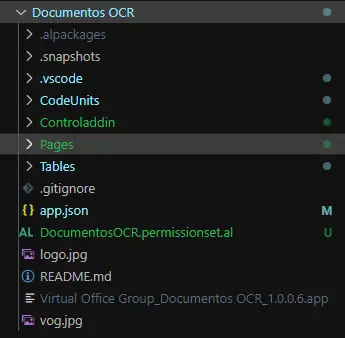 Documentos OCR
.alpackages
.snapshots
.vscode
CodeUnits
Controladdin
Pages
Tables
.gitignore
{} app.json M
AL DocumentosOCR.permissionset.al U
logo.jpg
README.md
Virtual Office Group_Documentos OCR_1.0.0.6.app
vog.jpg